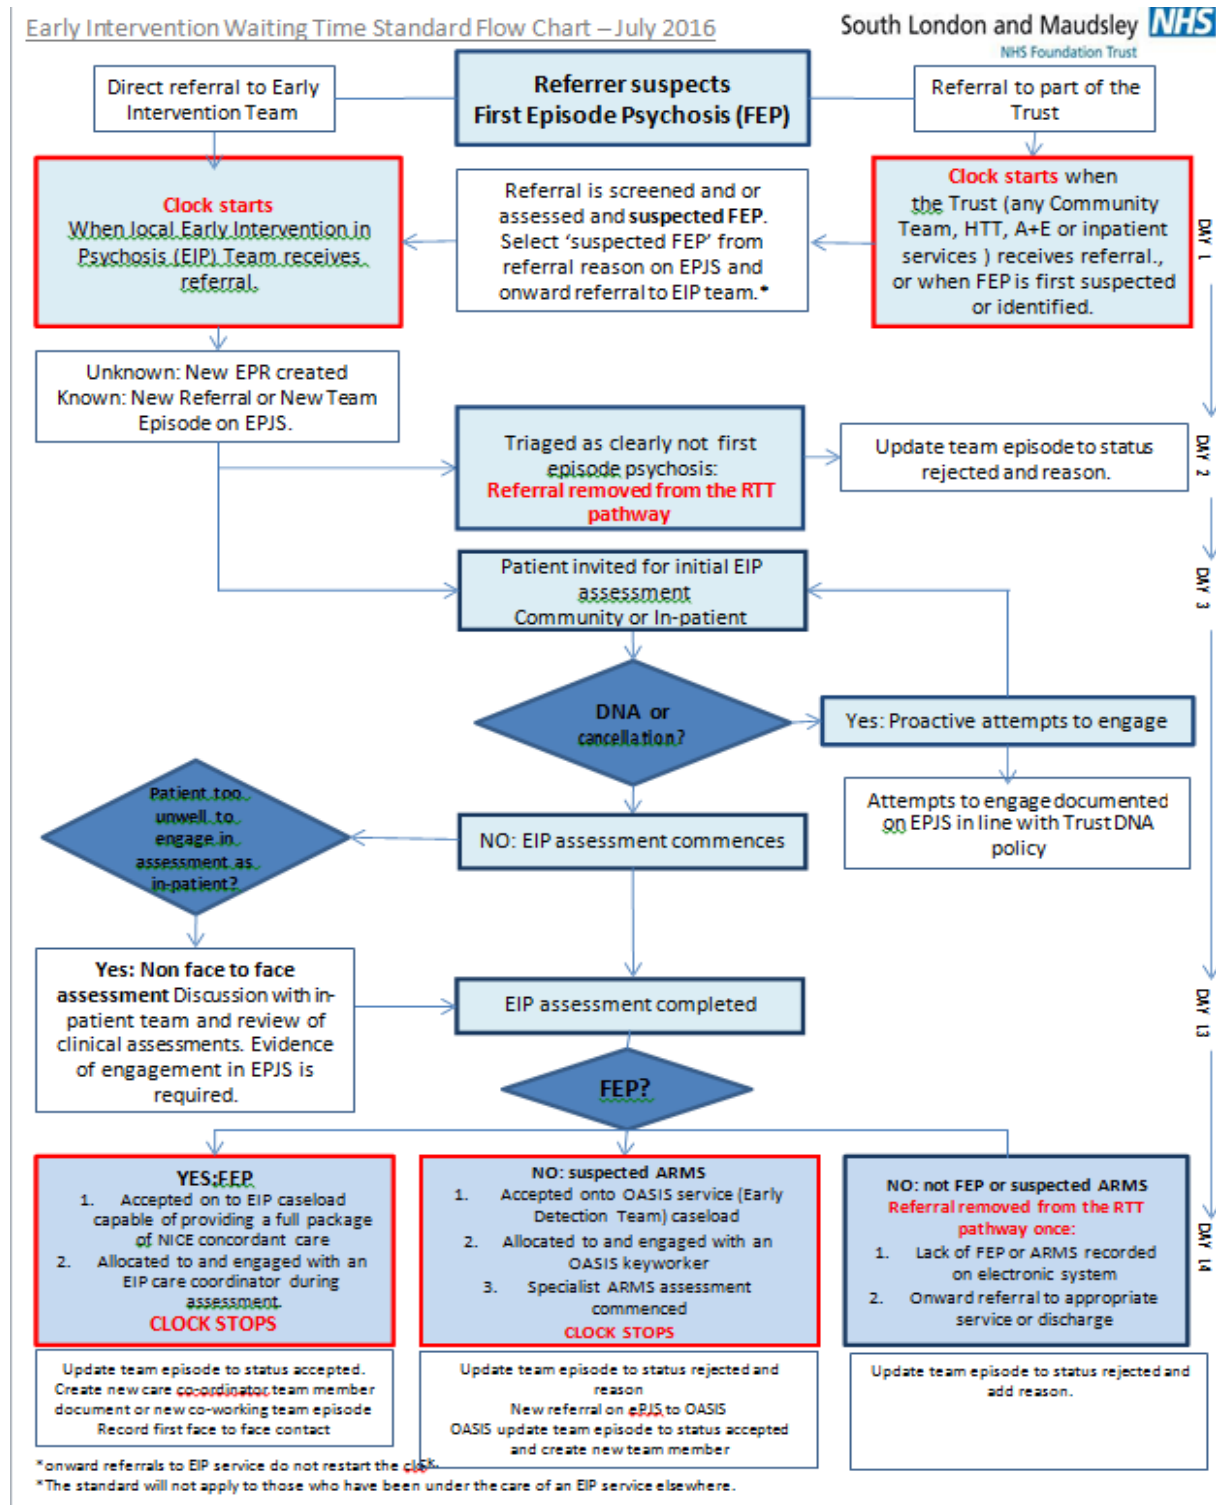 Early Intervention Waiting Time Standard Flow Chart – July 2016
South London and Maudsley NHS
NHS Foundation Trust
Direct referral to Early
Intervention Team
Referrer suspects
First Episode Psychosis (FEP)
Referral to part of the
Trust
Clock starts
When local Early Intervention in
Psychosis (EIP) Team receives
referral.
Referral is screened and or
assessed and suspected FEP.
Select ‘suspected FEP’ from
referral reason on EPJS and
onward referral to EIP team.*
Clock starts when
the Trust (any Community
Team, HTT, A+E or inpatient
services ) receives referral.,
or when FEP is first suspected
or identified.
DAY 1
Unknown: New EPR created
Known: New Referral or New Team
Episode on EPJS.
Triaged as clearly not first
episode psychosis:
Referral removed from the RTT
pathway
Update team episode to status
rejected and reason.
DAY 2
Patient invited for initial EIP
assessment
Community or In-patient
DAY 3
DNA or
cancellation?
Yes: Proactive attempts to engage
Attempts to engage documented
on EPJS in line with Trust DNA
policy
Patient too
unwell to
engage in
assessment as
in-patient?
NO: EIP assessment commences
Yes: Non face to face
assessment Discussion with in-
patient team and review of
clinical assessments. Evidence
of engagement in EPJS is
required.
EIP assessment completed
DAY 13
FEP?
YES:FEP
1. Accepted on to EIP caseload
capable of providing a full package
of NICE concordant care
2. Allocated to and engaged with an
EIP care coordinator during
assessment.
CLOCK STOPS
NO: suspected ARMS
1. Accepted onto OASIS service (Early
Detection Team) caseload
2. Allocated to and engaged with an
OASIS keyworker
3. Specialist ARMS assessment
commenced
CLOCK STOPS
NO: not FEP or suspected ARMS
Referral removed from the RTT
pathway once:
1. Lack of FEP or ARMS recorded
on electronic system
2. Onward referral to appropriate
service or discharge
DAY 14
Update team episode to status accepted.
Create new care co-ordinator team member
document or new co-working team episode
Record first face to face contact
Update team episode to status rejected and
reason
New referral on ePJS to OASIS
OASIS update team episode to status accepted
and create new team member
Update team episode to status rejected and
add reason.
*onward referrals to EIP service do not restart the
*The standard will not apply to those who have been under the care of an EIP service elsewhere.